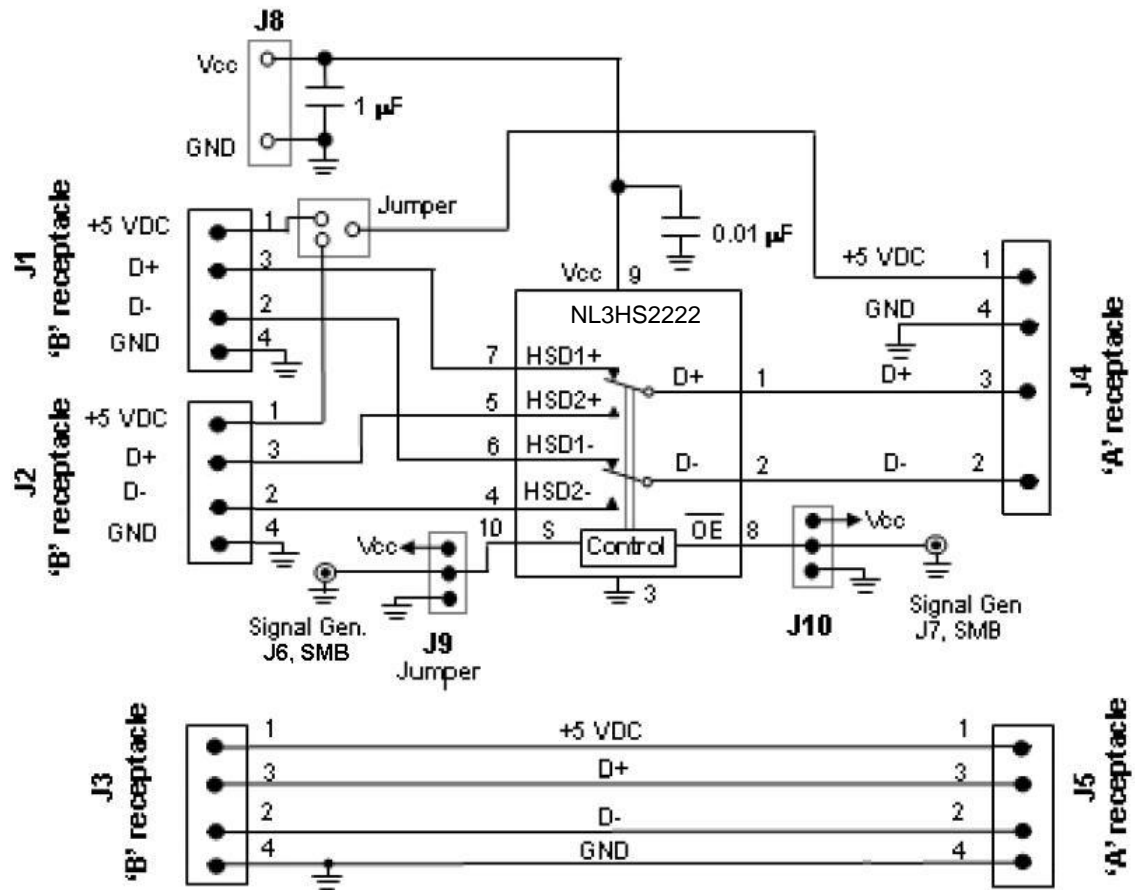 J8
Vcc
1 µF
GND
J1
'B' receptacle
+5 VDC
1
D+
3
D-
2
GND
4
Jumper
0.01 µF
Vcc
9
NL3HS2222
7
HSD1+
5
HSD2+
6
HSD1-
4
HSD2-
10
S
Control
OE
8
3
D+
1
D-
2
+5 VDC
1
GND
4
D+
3
D-
2
J4
'A' receptacle
J2
'B' receptacle
+5 VDC
1
D+
3
D-
2
GND
4
Vcc
Signal Gen.
J6, SMB
J9
Jumper
Vcc
J10
Signal Gen
J7, SMB
J3
'B' receptacle
1
+5 VDC
1
3
D+
3
2
D-
2
4
GND
4
J5
'A' receptacle